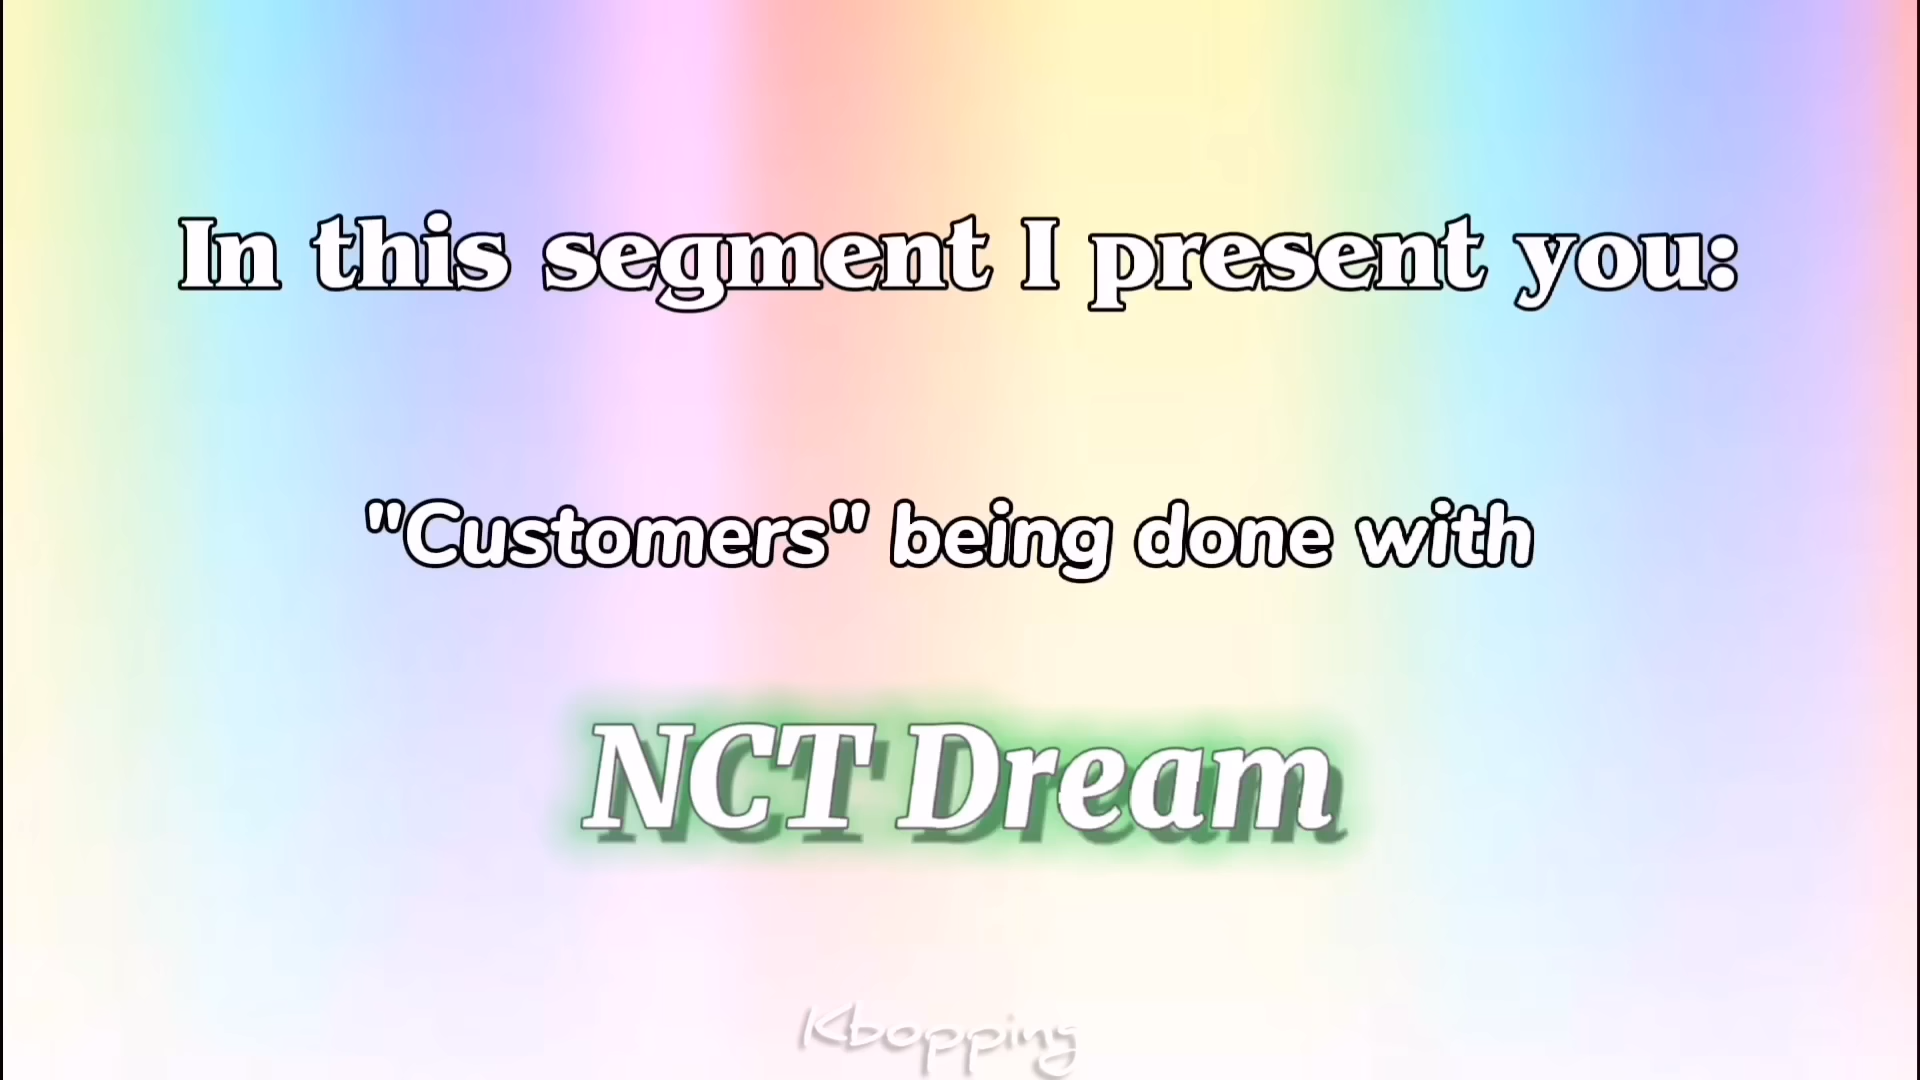 In this segment I present you:
"Customers" being done with
NCT Dream
Kbopping